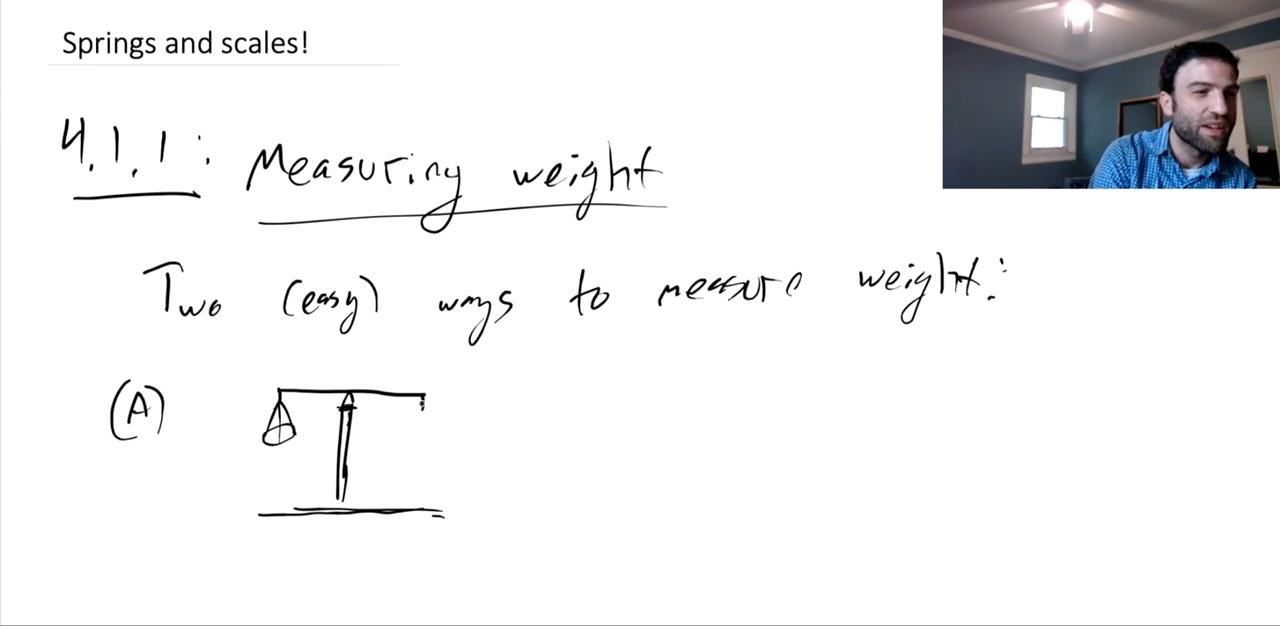 Springs and scales!
4.1.1: Measuring weight
Two (easy) ways to measure weight:
(A)